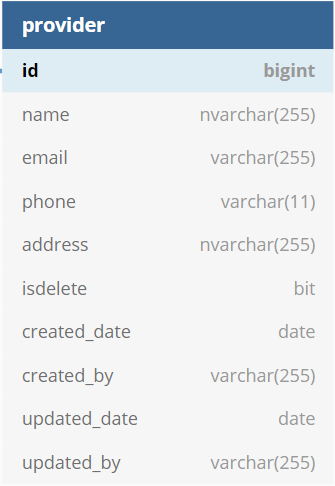 provider
id bigint
name nvarchar(255)
email varchar(255)
phone varchar(11)
address nvarchar(255)
isdelete bit
created_date date
created_by varchar(255)
updated_date date
updated_by varchar(255)